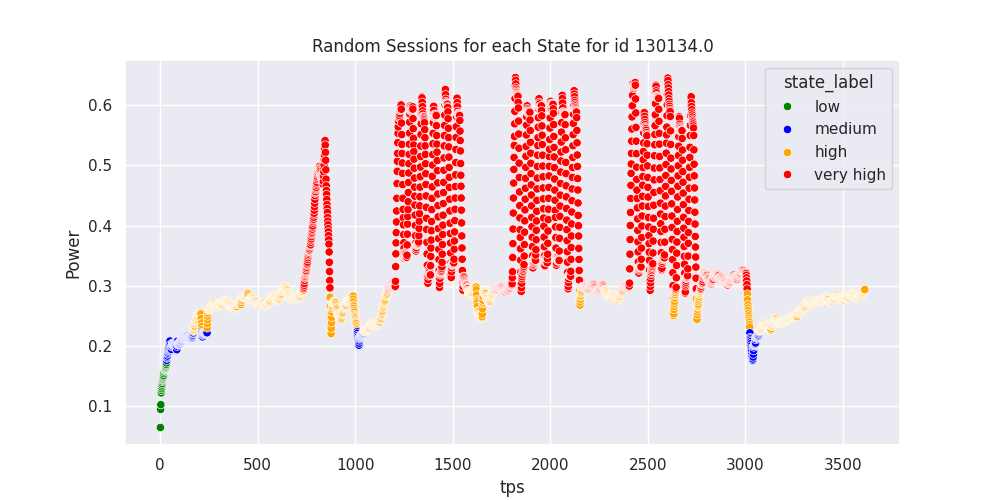 Random Sessions for each State for id 130134.0
state_label
low
medium
high
very high
Power
0.6
0.5
0.4
0.3
0.2
0.1
0 500 1000 1500 2000 2500 3000 3500
tps